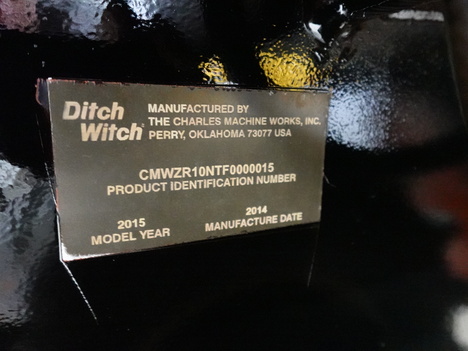 Ditch
Witch
MANUFACTURED BY
THE CHARLES MACHINE WORKS, INC.
PERRY, OKLAHOMA 73077 USA
CMWZR10NTF0000015
PRODUCT IDENTIFICATION NUMBER
2015
MODEL YEAR
2014
MANUFACTURE DATE